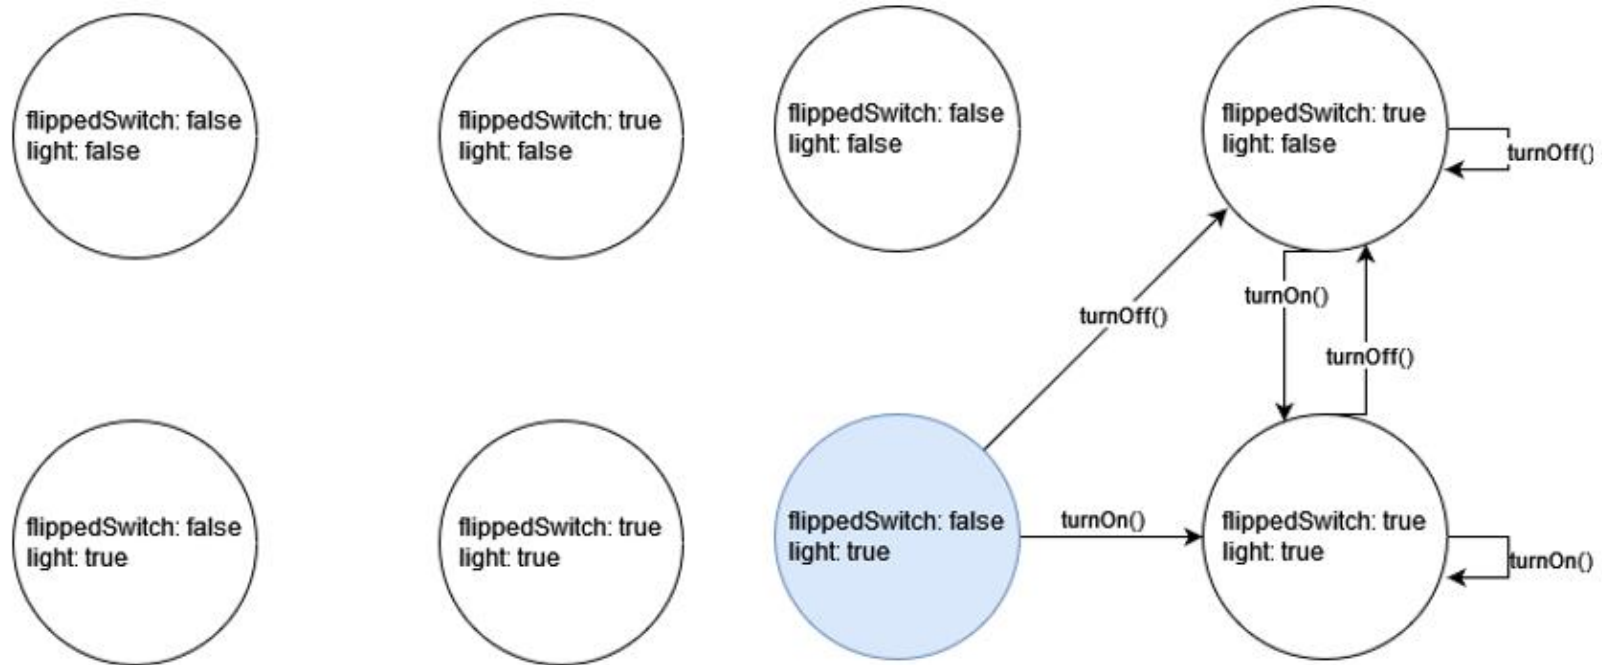 flippedSwitch: false
light: false
flippedSwitch: true
light: false
flippedSwitch: false
light: false
flippedSwitch: true
light: false
turnOff()
turnOn()
turnOff()
turnOff()
flippedSwitch: false
light: true
flippedSwitch: true
light: true
flippedSwitch: false
light: true
turnOn()
flippedSwitch: true
light: true
turnOn()